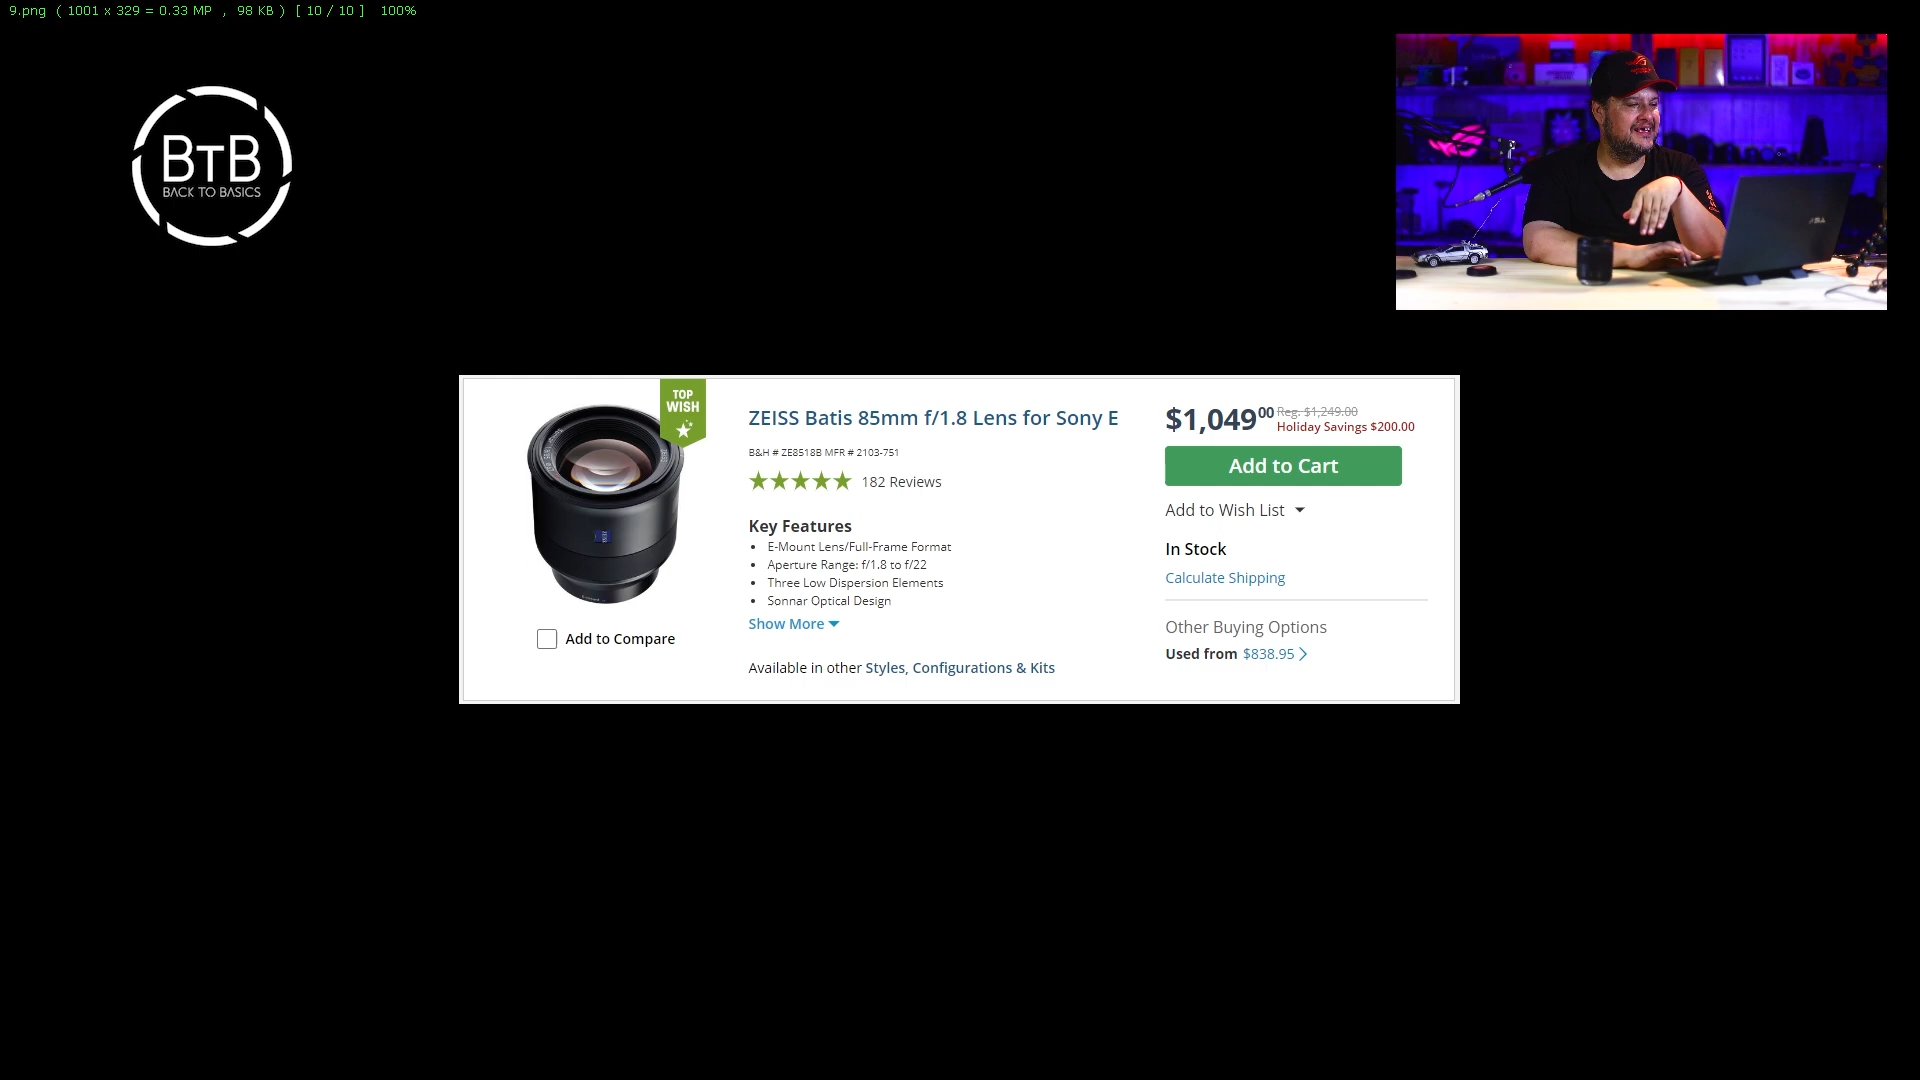 9.png ( 1001 x 329 = 0.33 MP , 98 KB ) [ 10 / 10 ] 100%
BTB
BACK TO BASICS
TOP
WISH
ZEISS Batis 85mm f/1.8 Lens for Sony E
B&H # ZE8518B MFR # 2103-751
182 Reviews
Key Features
• E-Mount Lens/Full-Frame Format
• Aperture Range: f/1.8 to f/22
• Three Low Dispersion Elements
• Sonnar Optical Design
Show More
Available in other Styles, Configurations & Kits
Add to Compare
$1,049.00 Reg. $1,249.00
Holiday Savings $200.00
Add to Cart
Add to Wish List
In Stock
Calculate Shipping
Other Buying Options
Used from $838.95